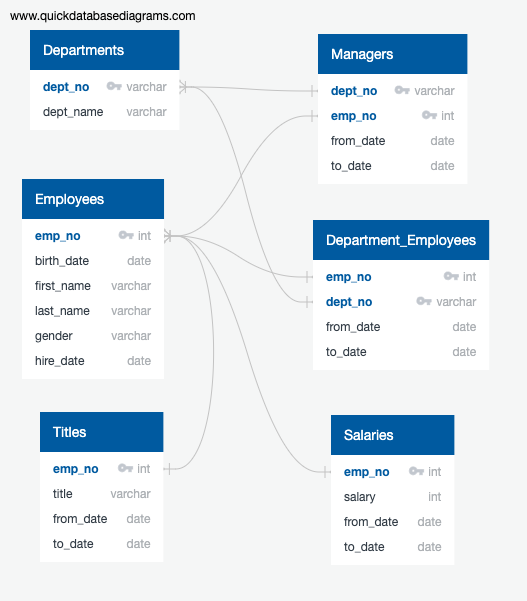 www.quickdatabasediagrams.com
Departments
dept_no varchar
dept_name varchar
Managers
dept_no varchar
emp_no int
from_date date
to_date date
Employees
emp_no int
birth_date date
first_name varchar
last_name varchar
gender varchar
hire_date date
Department_Employees
emp_no int
dept_no varchar
from_date date
to_date date
Titles
emp_no int
title varchar
from_date date
to_date date
Salaries
emp_no int
salary int
from_date date
to_date date